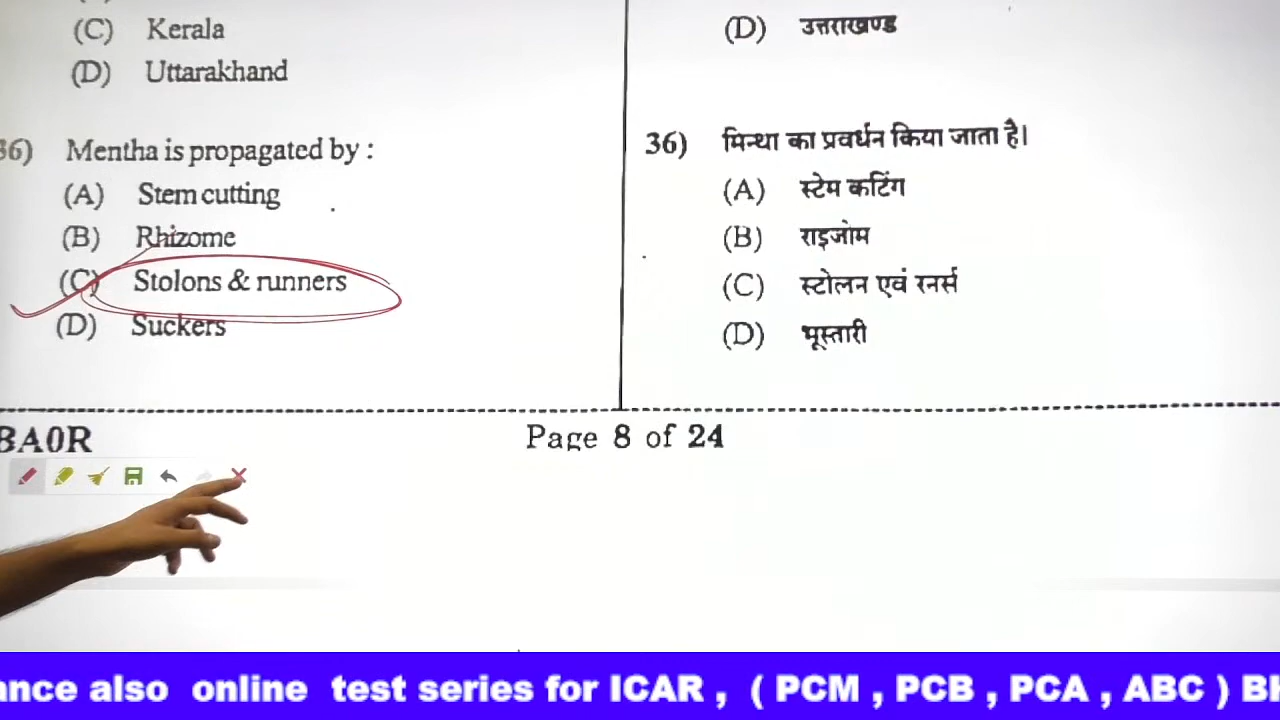 (C) Kerala
(D) Uttarakhand
36) Mentha is propagated by :
(A) Stem cutting
(B) Rhizome
(C) Stolons & runners
(D) Suckers
(D) उत्तराखण्ड
36) मिन्था का प्रवर्धन किया जाता है।
(A) स्टेम कटिंग
(B) राइजोम
(C) स्टोलन एवं रनर्स
(D) भूस्तारी
BA0R
Page 8 of 24
also online test series for ICAR , ( PCM , PCB , PCA , ABC )